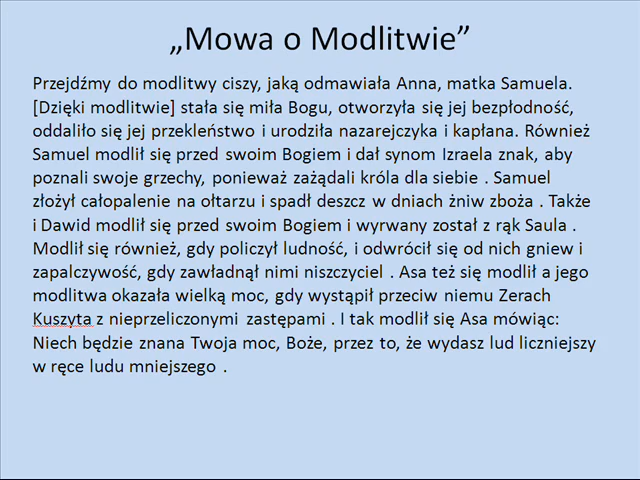 „Mowa o Modlitwie”
Przejdźmy do modlitwy ciszy, jaką odmawiała Anna, matka Samuela.
[Dzięki modlitwie] stała się miła Bogu, otworzyła się jej bezpłodność,
oddaliło się jej przekleństwo i urodziła nazarejczyka i kapłana. Również
Samuel modlił się przed swoim Bogiem i dał synom Izraela znak, aby
poznali swoje grzechy, ponieważ zażądali króla dla siebie . Samuel
złożył całopalenie na ołtarzu i spadł deszcz w dniach żniw zboża . Także
i Dawid modlił się przed swoim Bogiem i wyrwany został z rąk Saula .
Modlił się również, gdy policzył ludność, i odwrócił się od nich gniew i
zapalczywość, gdy zawładnął nimi niszczyciel . Asa też się modlił a jego
modlitwa okazała wielką moc, gdy wystąpił przeciw niemu Zerach
Kuszyta z nieprzeliczonymi zastępami . I tak modlił się Asa mówiąc:
Niech będzie znana Twoja moc, Boże, przez to, że wydasz lud liczniejszy
w ręce ludu mniejszego .